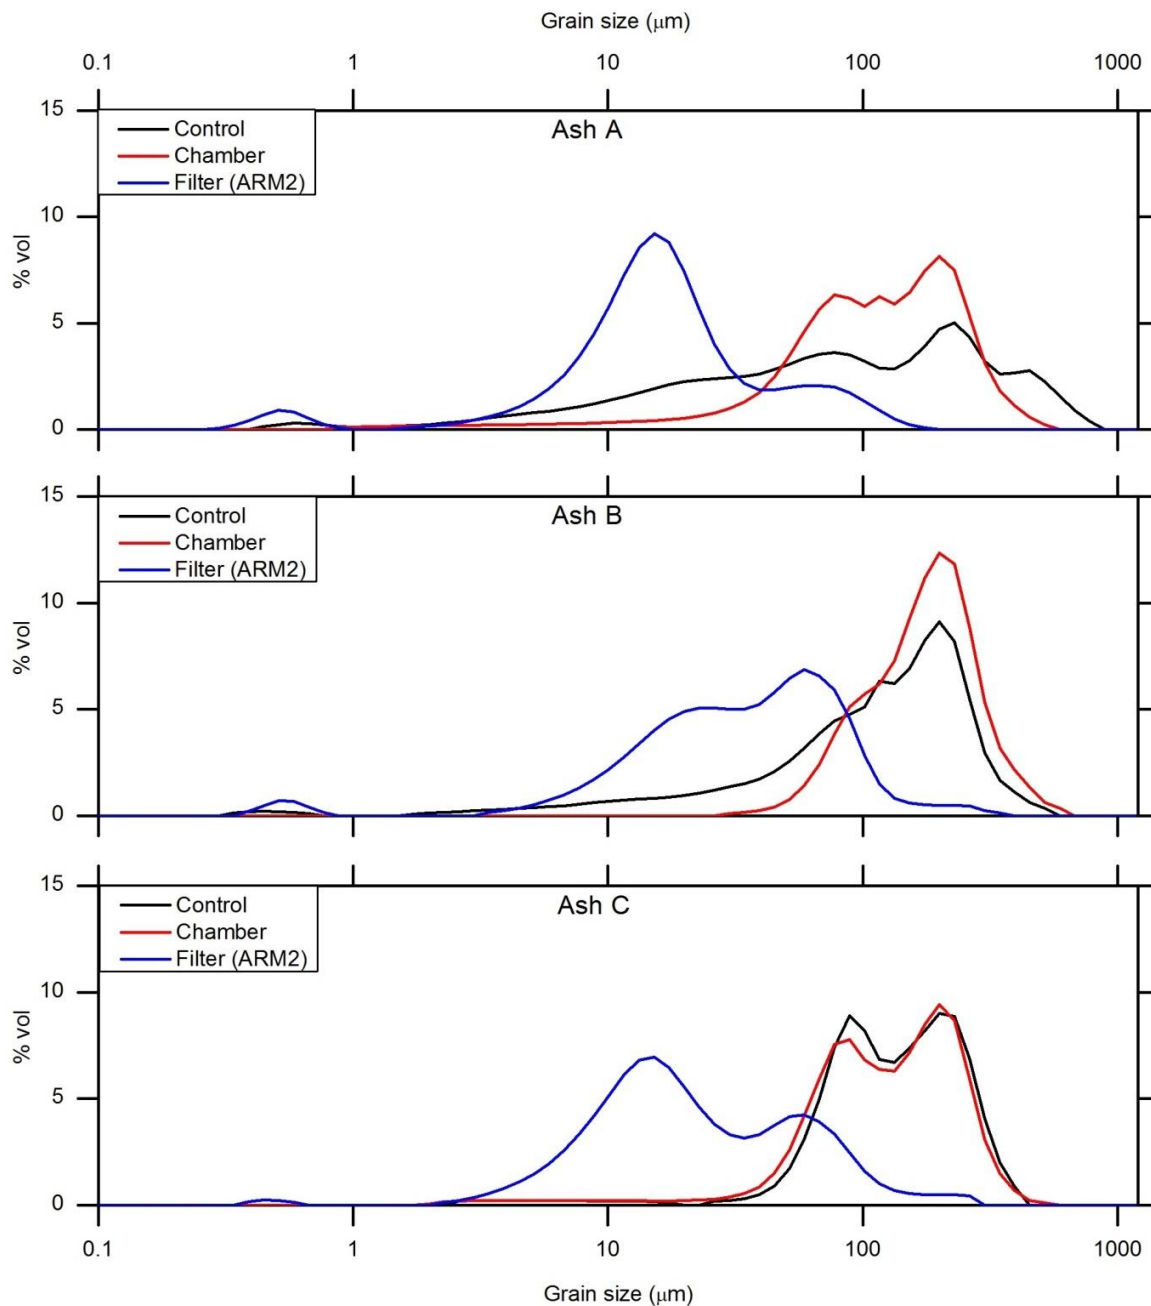 Grain size (μm)
0.1 1 10 100 1000
15
Ash A
Control
Chamber
Filter (ARM2)
10
% vol
5
0
15
Ash B
Control
Chamber
Filter (ARM2)
10
% vol
5
0
15
Ash C
Control
Chamber
Filter (ARM2)
10
% vol
5
0
0.1 1 10 100 1000
Grain size (μm)